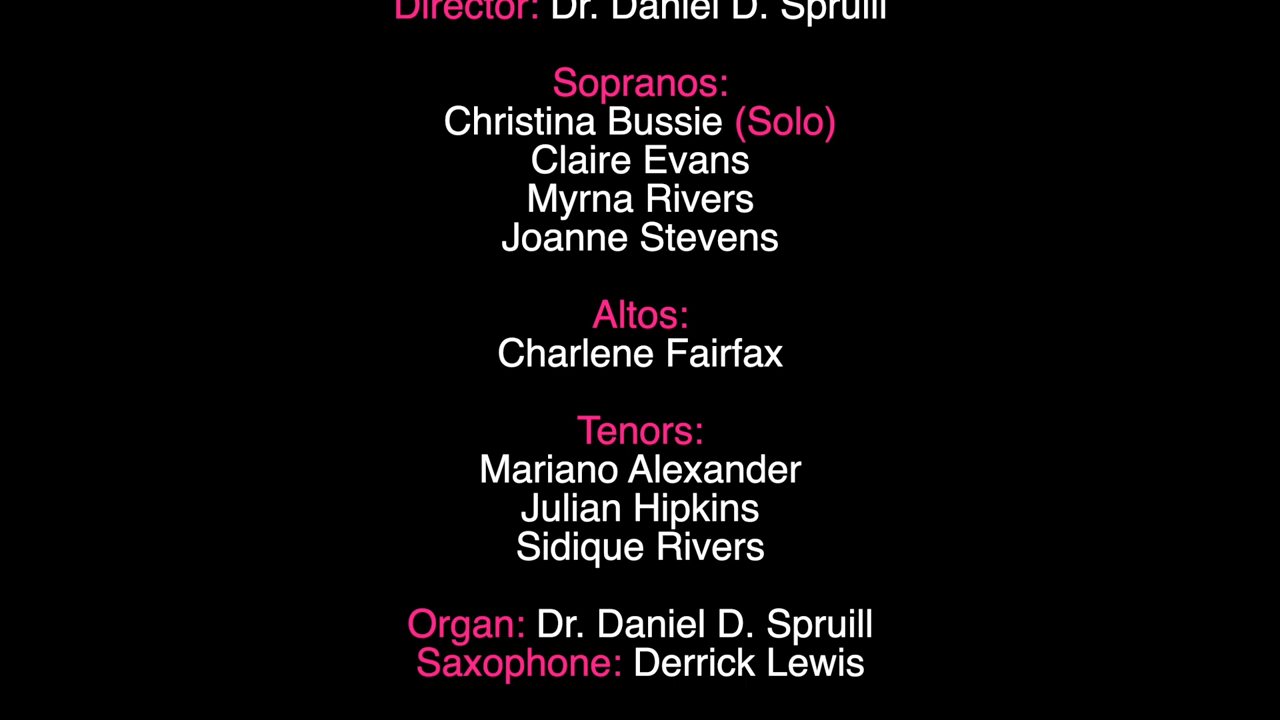 Director: Dr. Daniel D. Spruill
Sopranos:
Christina Bussie (Solo)
Claire Evans
Myrna Rivers
Joanne Stevens
Altos:
Charlene Fairfax
Tenors:
Mariano Alexander
Julian Hipkins
Sidique Rivers
Organ: Dr. Daniel D. Spruill
Saxophone: Derrick Lewis